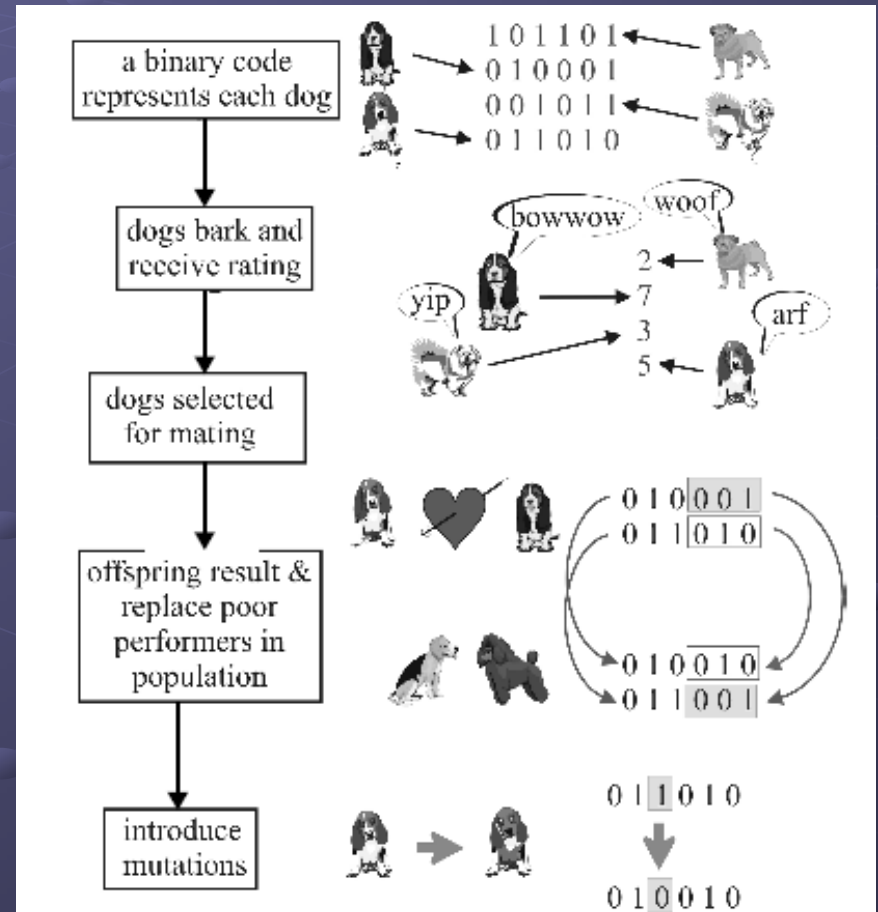 a binary code
represents each dog
1 0 1 1 0 1
0 1 0 0 0 1
0 0 1 0 1 1
0 1 1 0 1 0
dogs bark and
receive rating
bowwow
woof
yip
arf
2
7
3
5
dogs selected
for mating
0 1 0 0 0 1
0 1 1 0 1 0
offspring result &
replace poor
performers in
population
0 1 0 0 1 0
0 1 1 0 0 1
introduce
mutations
0 1 1 0 1 0
0 1 0 0 1 0